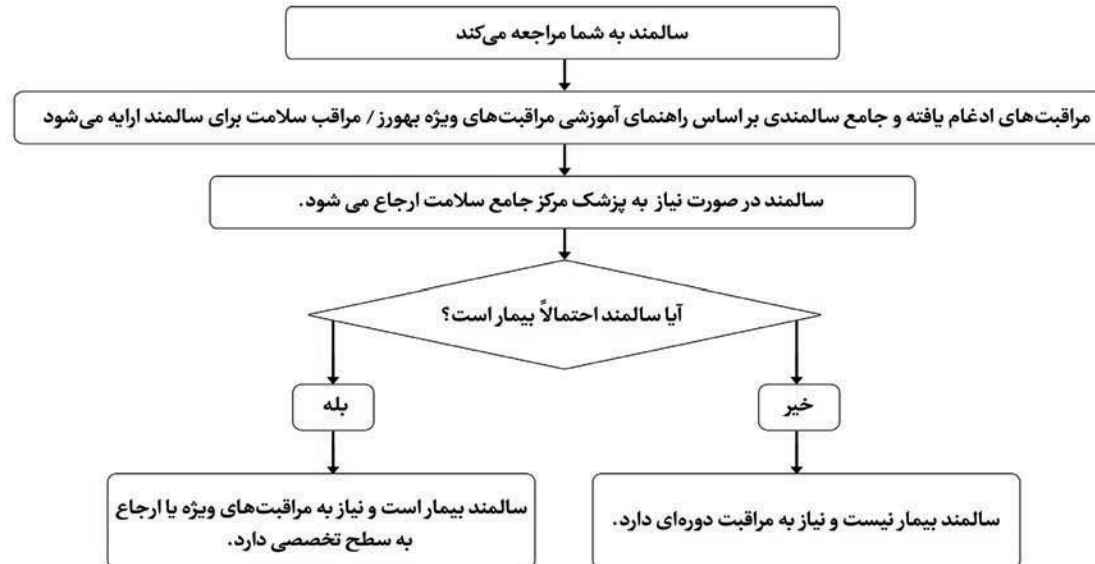 سالمند به شما مراجعه می‌کند
مراقبت‌های ادغام یافته و جامع سالمندی بر اساس راهنمای آموزشی مراقبت‌های ویژه بهورز / مراقب سلامت برای سالمند ارایه می‌شود
سالمند در صورت نیاز به پزشک مرکز جامع سلامت ارجاع می شود.
آیا سالمند احتمالاً بیمار است؟
خیر
بله
سالمند بیمار نیست و نیاز به مراقبت دوره‌ای دارد.
سالمند بیمار است و نیاز به مراقبت‌های ویژه یا ارجاع
به سطح تخصصی دارد.